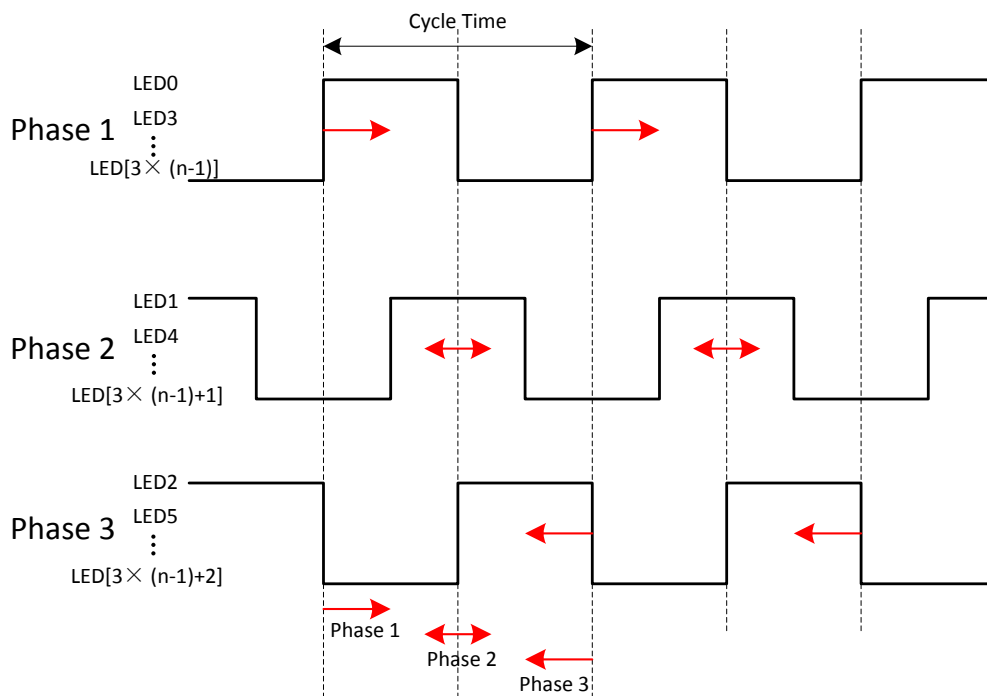 Cycle Time
LED0
Phase 1
LED3
LED[3× (n-1)]
LED1
Phase 2
LED4
LED[3× (n-1)+1]
LED2
Phase 3
LED5
LED[3× (n-1)+2]
Phase 1
Phase 2
Phase 3